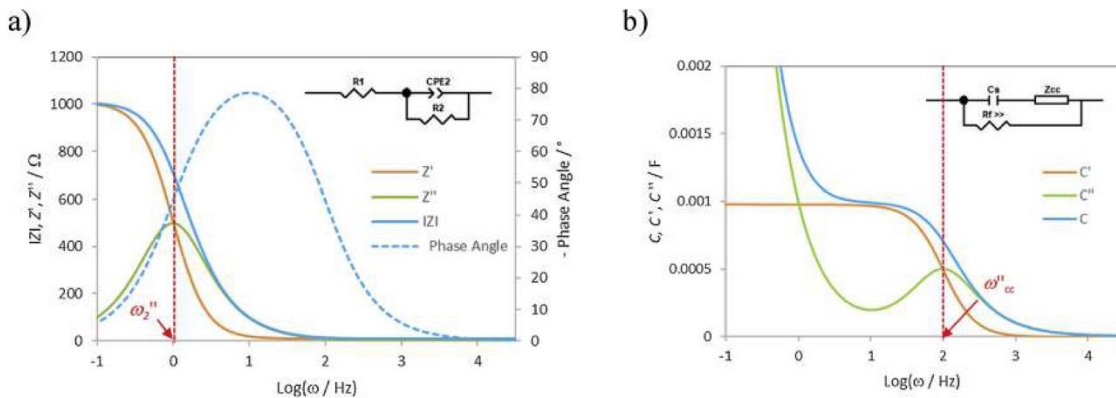 a)
b)
1200
1000
800
600
400
200
0
-1
0
1
2
3
4
Log(ω / Hz)
|Z|, Z', Z'' / Ω
90
80
70
60
50
40
30
20
10
0
- Phase Angle / °
R1
CPE2
R2
Z'
Z''
|Z|
Phase Angle
ω2''
0.002
0.0015
0.001
0.0005
0
-1
0
1
2
3
4
Log(ω / Hz)
C, C', C'' / F
Cs
Zcc
Rf >>
C'
C''
C
ω''cc